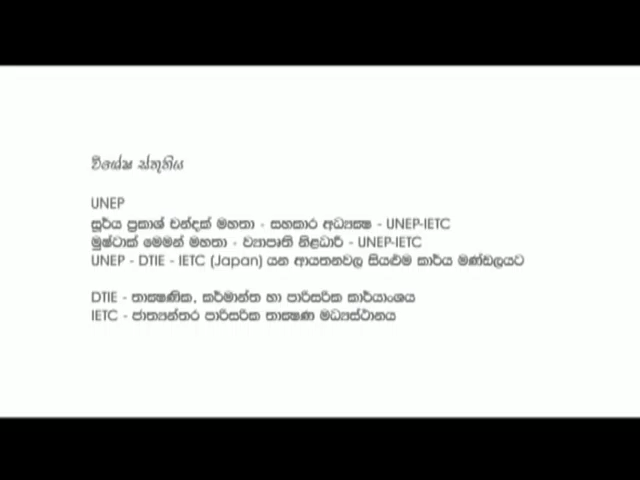 විශේෂ ස්තූතිය
UNEP
සූර්ය ප්‍රකාශ් චන්දක් මහතා - සහකාර අධ්‍යක්ෂ - UNEP-IETC
මුෂ්ටාක් මෙමන් මහතා - ව්‍යාපෘති නිළධාරී - UNEP-IETC
UNEP - DTIE - IETC (Japan) යන ආයතනවල සියළුම කාර්ය මණ්ඩලයට
DTIE - තාක්ෂණික, කර්මාන්ත හා පාරිසරික කාර්යාංශය
IETC - ජාත්‍යන්තර පාරිසරික තාක්ෂණ මධ්‍යස්ථානය